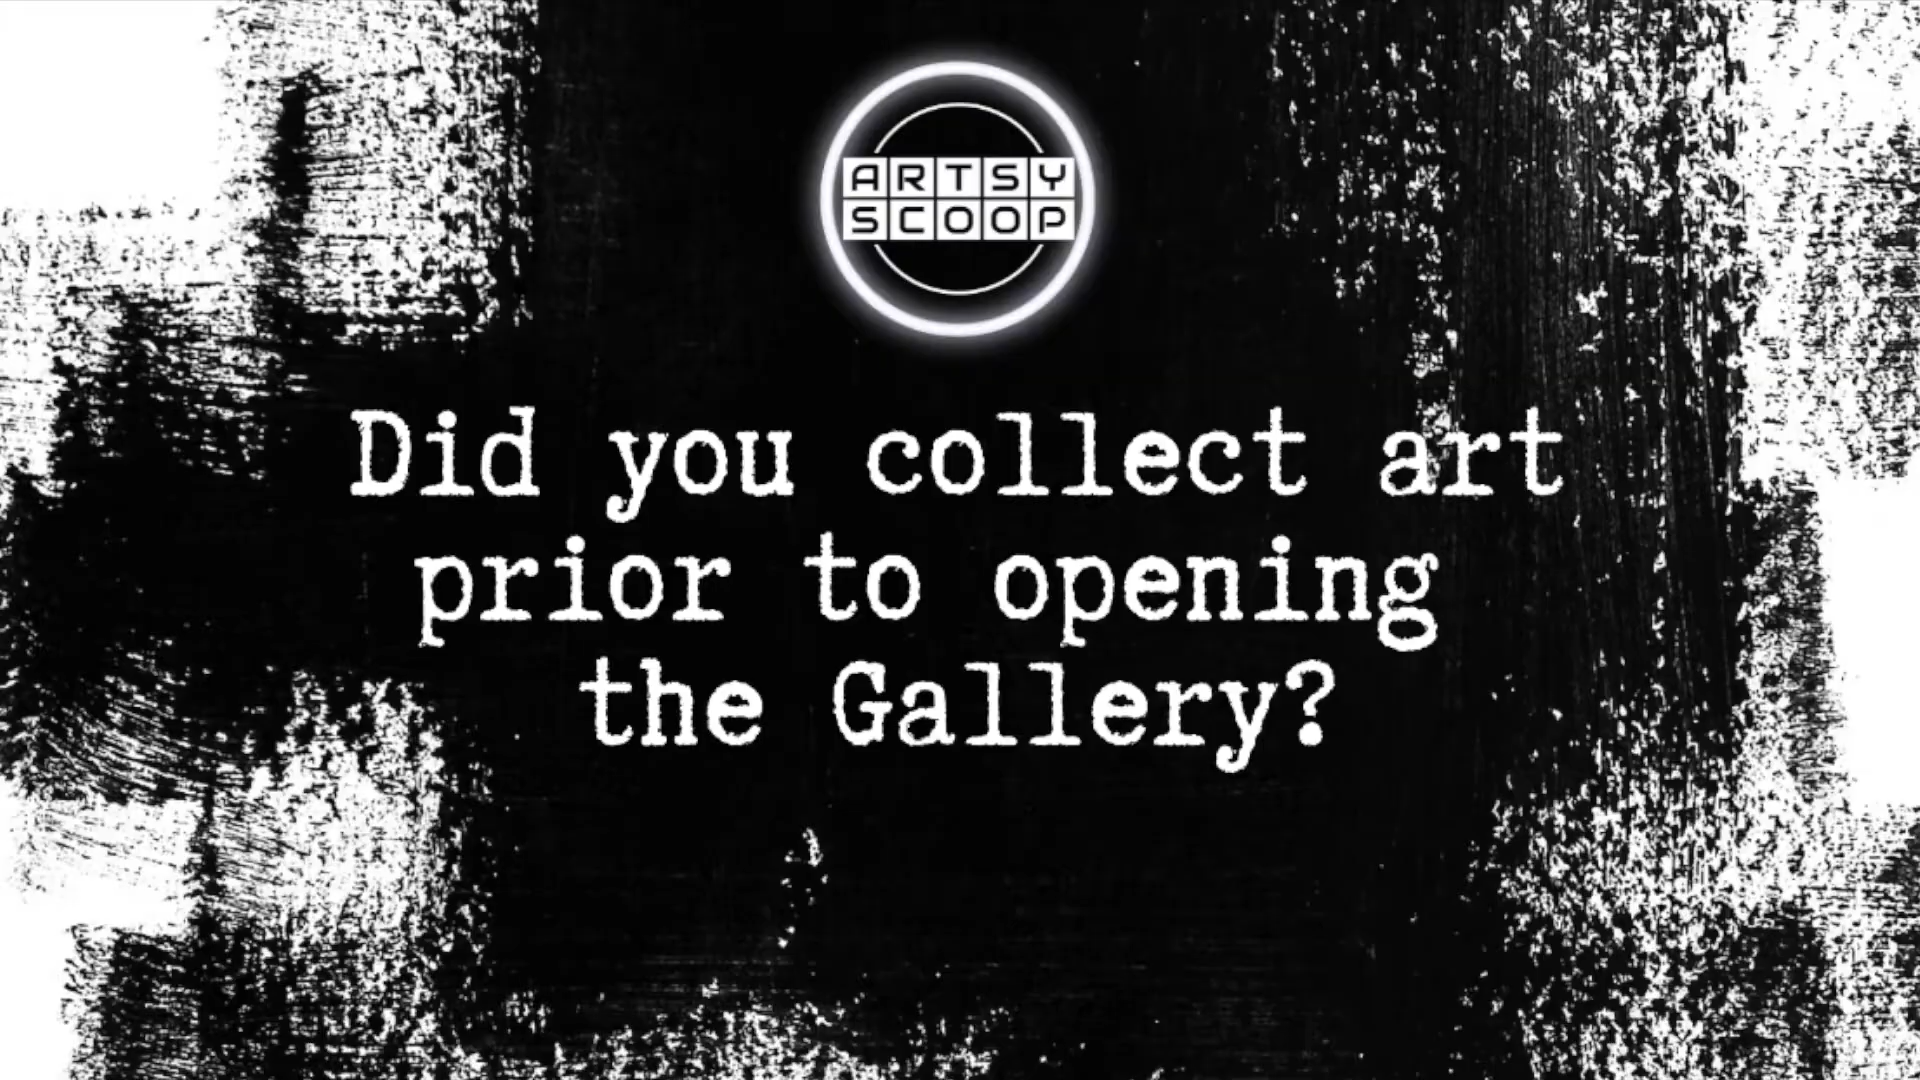 ARTSY
SCOOP
Did you collect art
prior to opening
the Gallery?